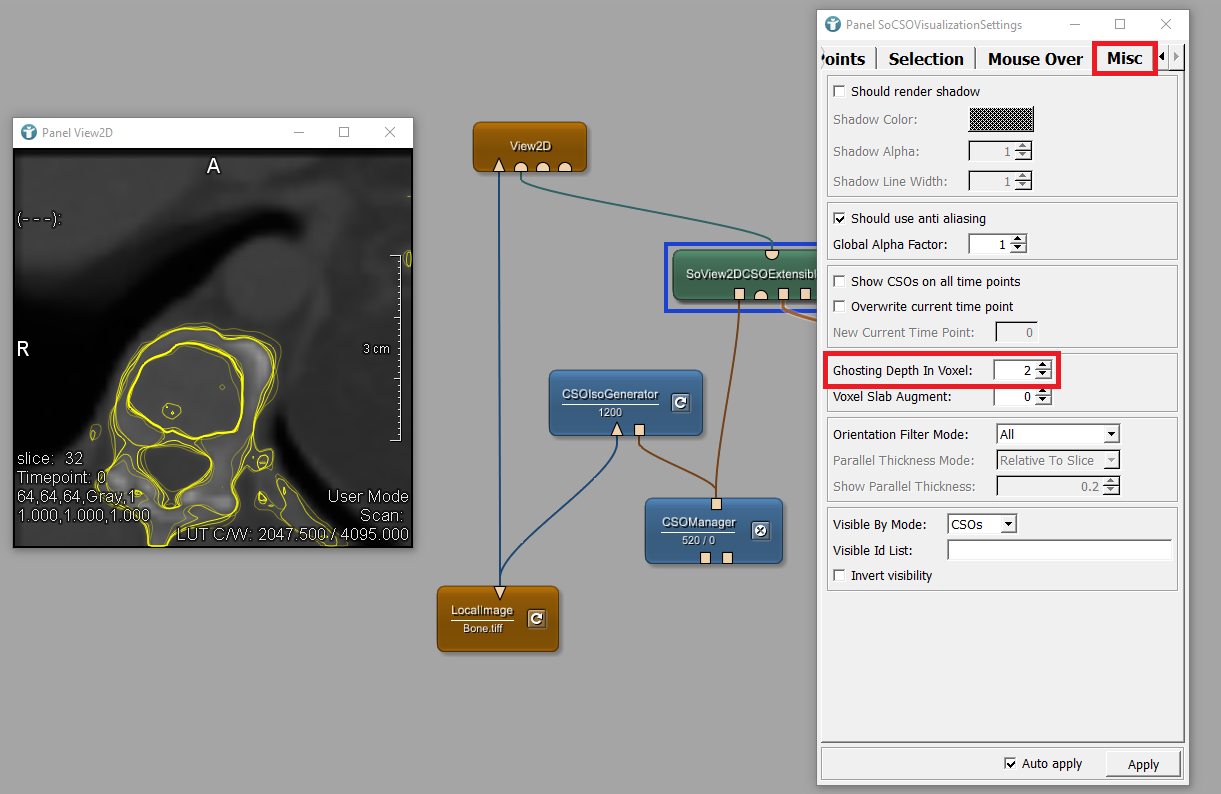 Panel View2D
A
(- - -):
R
3 cm
slice: 32
Timepoint: 0
64,64,64,Gray,1
1.000,1.000,1.000
User Mode
Scan:
LUT C/W: 2047.500 / 4095.000
View2D
SoView2DCSOExtensibl
CSOIsoGenerator
1200
CSOManager
520 / 0
LocalImage
Bone.tiff
Panel SoCSOVisualizationSettings
oints Selection Mouse Over Misc
Should render shadow
Shadow Color:
Shadow Alpha: 1
Shadow Line Width: 1
Should use anti aliasing
Global Alpha Factor: 1
Show CSOs on all time points
Overwrite current time point
New Current Time Point: 0
Ghosting Depth In Voxel: 2
Voxel Slab Augment: 0
Orientation Filter Mode: All
Parallel Thickness Mode: Relative To Slice
Show Parallel Thickness: 0.2
Visible By Mode: CSOs
Visible Id List:
Invert visibility
Auto apply Apply